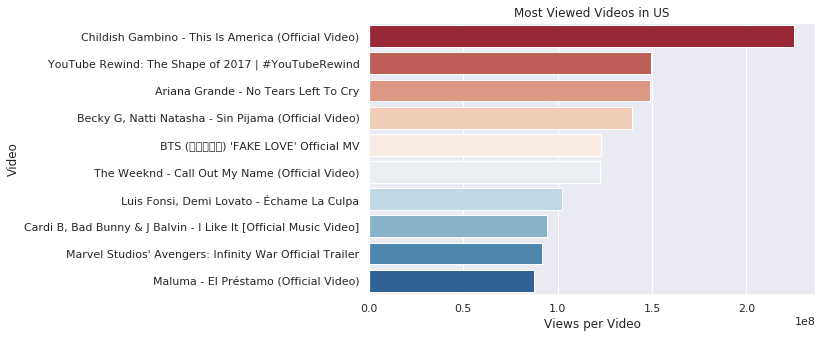 Most Viewed Videos in US
Childish Gambino - This Is America (Official Video)
YouTube Rewind: The Shape of 2017 | #YouTubeRewind
Ariana Grande - No Tears Left To Cry
Becky G, Natti Natasha - Sin Pijama (Official Video)
BTS (▯▯▯▯▯) 'FAKE LOVE' Official MV
The Weeknd - Call Out My Name (Official Video)
Luis Fonsi, Demi Lovato - Échame La Culpa
Cardi B, Bad Bunny & J Balvin - I Like It [Official Music Video]
Marvel Studios' Avengers: Infinity War Official Trailer
Maluma - El Préstamo (Official Video)
Video
0.0 0.5 1.0 1.5 2.0
1e8
Views per Video